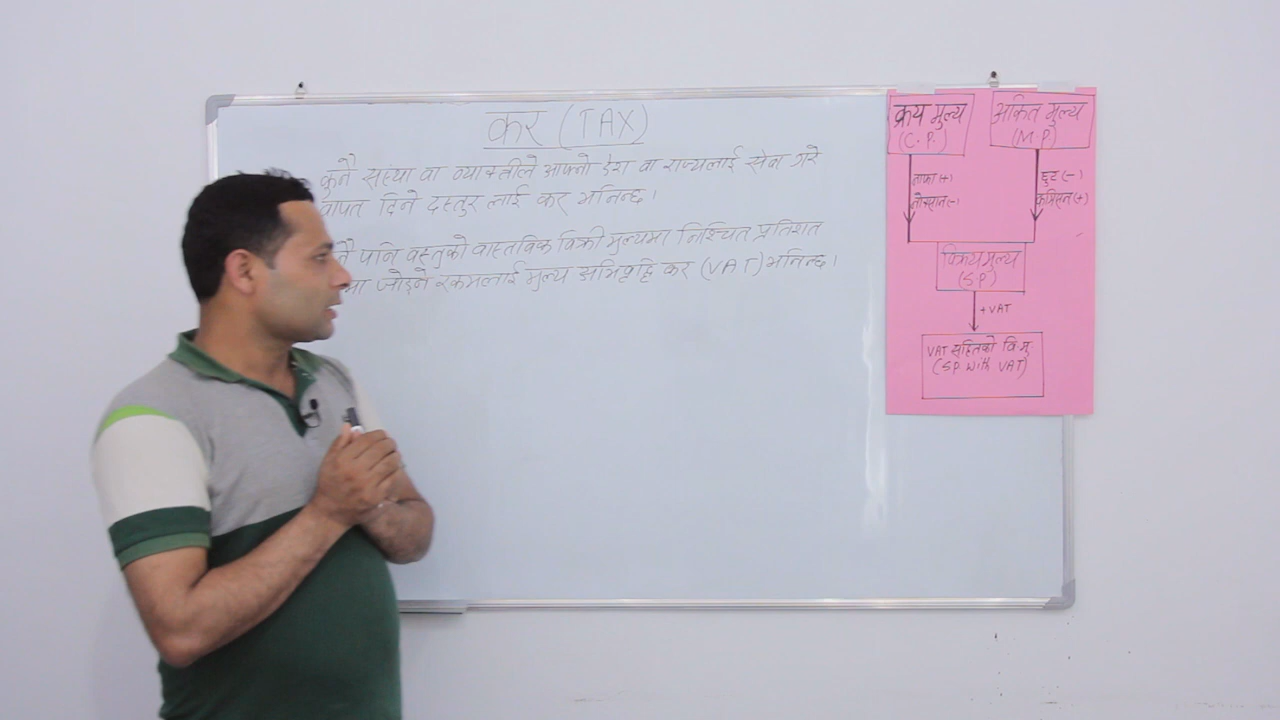 कर (TAX)
कुनै संस्था वा व्यक्तीले आफ्नो देश वा राज्यलाई सेवा गरे
वापत दिने दस्तुर लाई कर भनिन्छ।
नै पनि वस्तुको वास्तविक विक्री मुल्यमा निश्चित प्रतिशत
मा जोड्ने रकमलाई मुल्य अभिवृद्दि कर (VAT) भनिन्छ।
क्रय मुल्य
(C.P.)
अंकित मुल्य
(M.P.)
नाफा (+)
नोक्सान (-)
छुट (-)
कमिसन (+)
विक्रय मुल्य
(S.P)
+ VAT
VAT सहितको वि.मु
(SP with VAT)